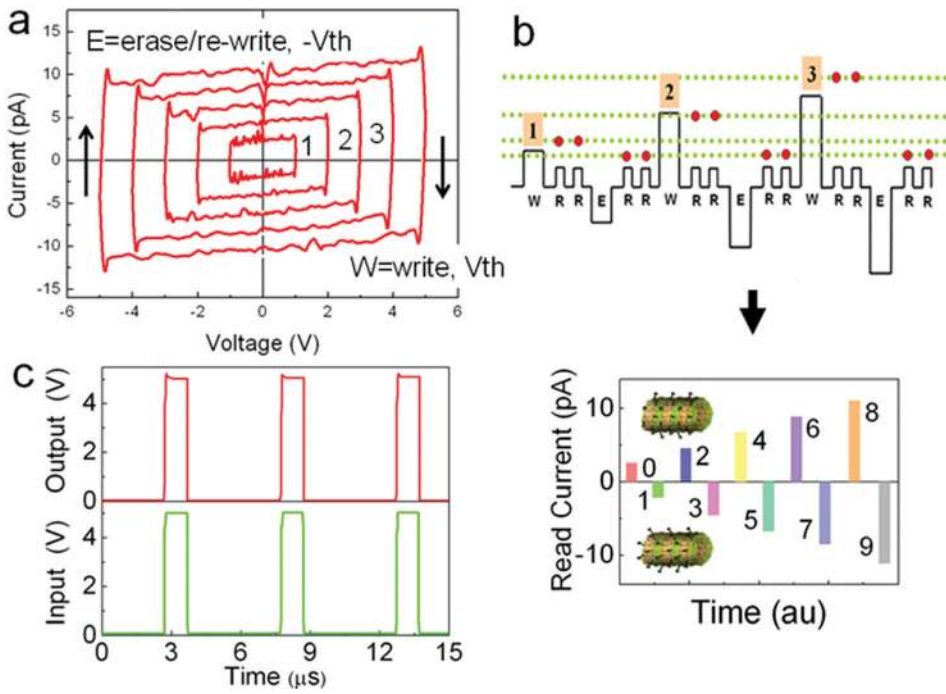 a
E=erase/re-write, -Vth
1 2 3
W=write, Vth
Current (pA)
15
10
5
0
-5
-10
-15
-6 -4 -2 0 2 4 6
Voltage (V)
b
1
2
3
W R R E R R W R R E R R W R R E R R
Read Current (pA)
10
0
-10
0
1
2
3
4
5
6
7
8
9
Time (au)
c
Output (V)
4
2
0
Input (V)
4
2
0
0 3 6 9 12 15
Time (μs)